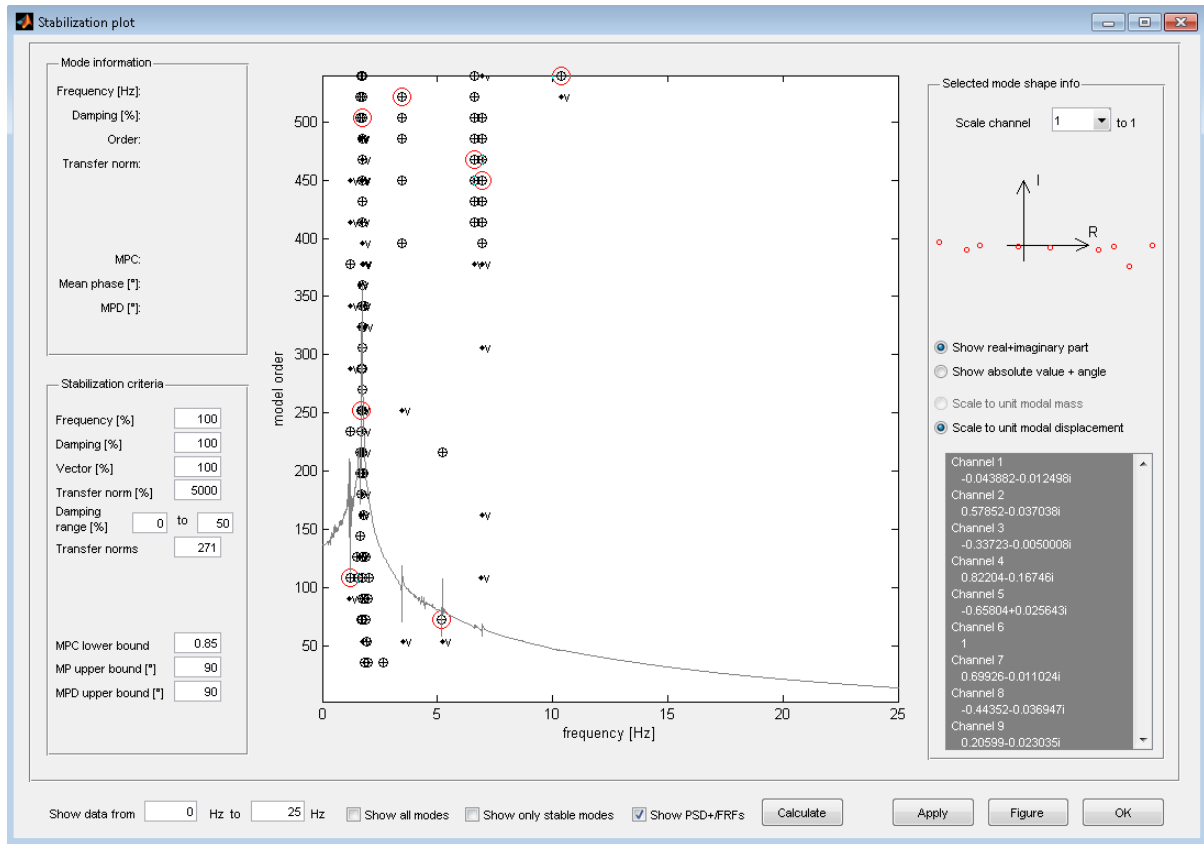 Stabilization plot
Mode information
Frequency [Hz]:
Damping [%]:
Order:
Transfer norm:
MPC:
Mean phase [°]:
MPD [°]:
Stabilization criteria
Frequency [%] 100
Damping [%] 100
Vector [%] 100
Transfer norm [%] 5000
Damping
range [%] 0 to 50
Transfer norms 271
MPC lower bound 0.85
MP upper bound [°] 90
MPD upper bound [°] 90
model order
500
450
400
350
300
250
200
150
100
50
0 5 10 15 20 25
frequency [Hz]
Selected mode shape info
Scale channel 1 to 1
I
R
Show real+imaginary part
Show absolute value + angle
Scale to unit modal mass
Scale to unit modal displacement
Channel 1
-0.043882-0.012498i
Channel 2
0.57852-0.037038i
Channel 3
-0.33723-0.0050008i
Channel 4
0.82204-0.16746i
Channel 5
-0.65804+0.025643i
Channel 6
1
Channel 7
0.69926-0.011024i
Channel 8
-0.44352-0.036947i
Channel 9
0.20599-0.023035i
Show data from 0 Hz to 25 Hz Show all modes Show only stable modes Show PSD+/FRFs Calculate Apply Figure OK